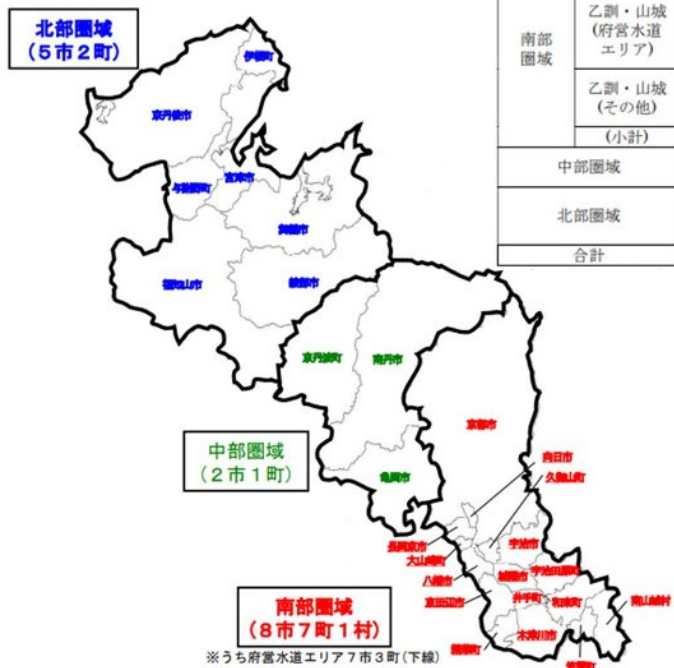 北部圏域
(5市2町)
乙訓・山城
(府営水道
エリア)
南部
圏域
乙訓・山城
(その他)
(小計)
中部圏域
北部圏域
合計
伊根町
京丹後市
与謝野町
宮津市
舞鶴市
福知山市
綾部市
京丹波町
南丹市
京都市
中部圏域
(2市1町)
亀岡市
向日市
久御山町
長岡京市
大山崎町
宇治市
八幡市
城陽市
宇治田原町
京田辺市
井手町
和束町
南山城村
精華町
木津川市
南部圏域
(8市7町1村)
※うち府営水道エリア7市3町(下線)